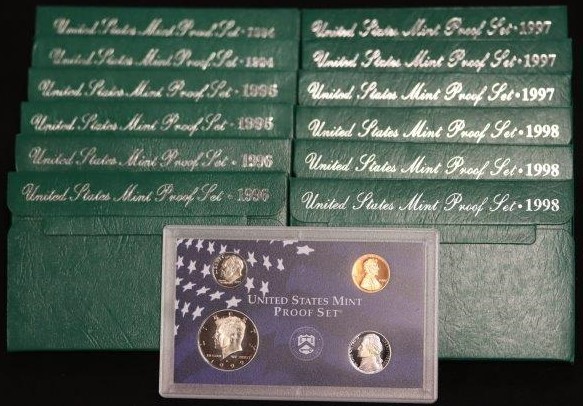 United States Mint Proof Set • 1994
United States Mint Proof Set • 1994
United States Mint Proof Set • 1995
United States Mint Proof Set • 1995
United States Mint Proof Set • 1996
United States Mint Proof Set • 1996
United States Mint Proof Set • 1997
United States Mint Proof Set • 1997
United States Mint Proof Set • 1997
United States Mint Proof Set • 1998
United States Mint Proof Set • 1998
United States Mint Proof Set • 1998
UNITED STATES MINT
PROOF SET
1999